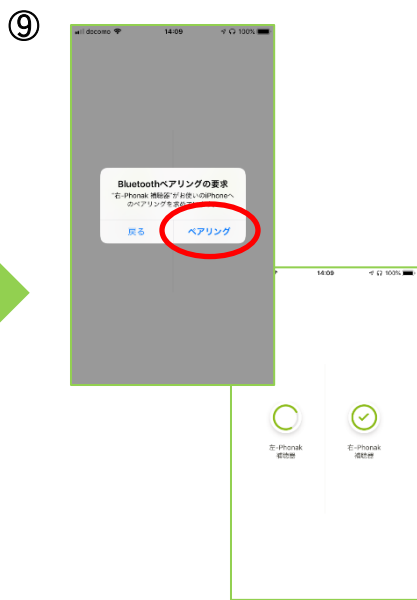 ⑨
docomo 14:09 100%
Bluetoothペアリングの要求
"右-Phonak 補聴器"がお使いのiPhoneへ
のペアリングを求めています
戻る ペアリング
14:09 100%
左-Phonak 右-Phonak
補聴器 補聴器